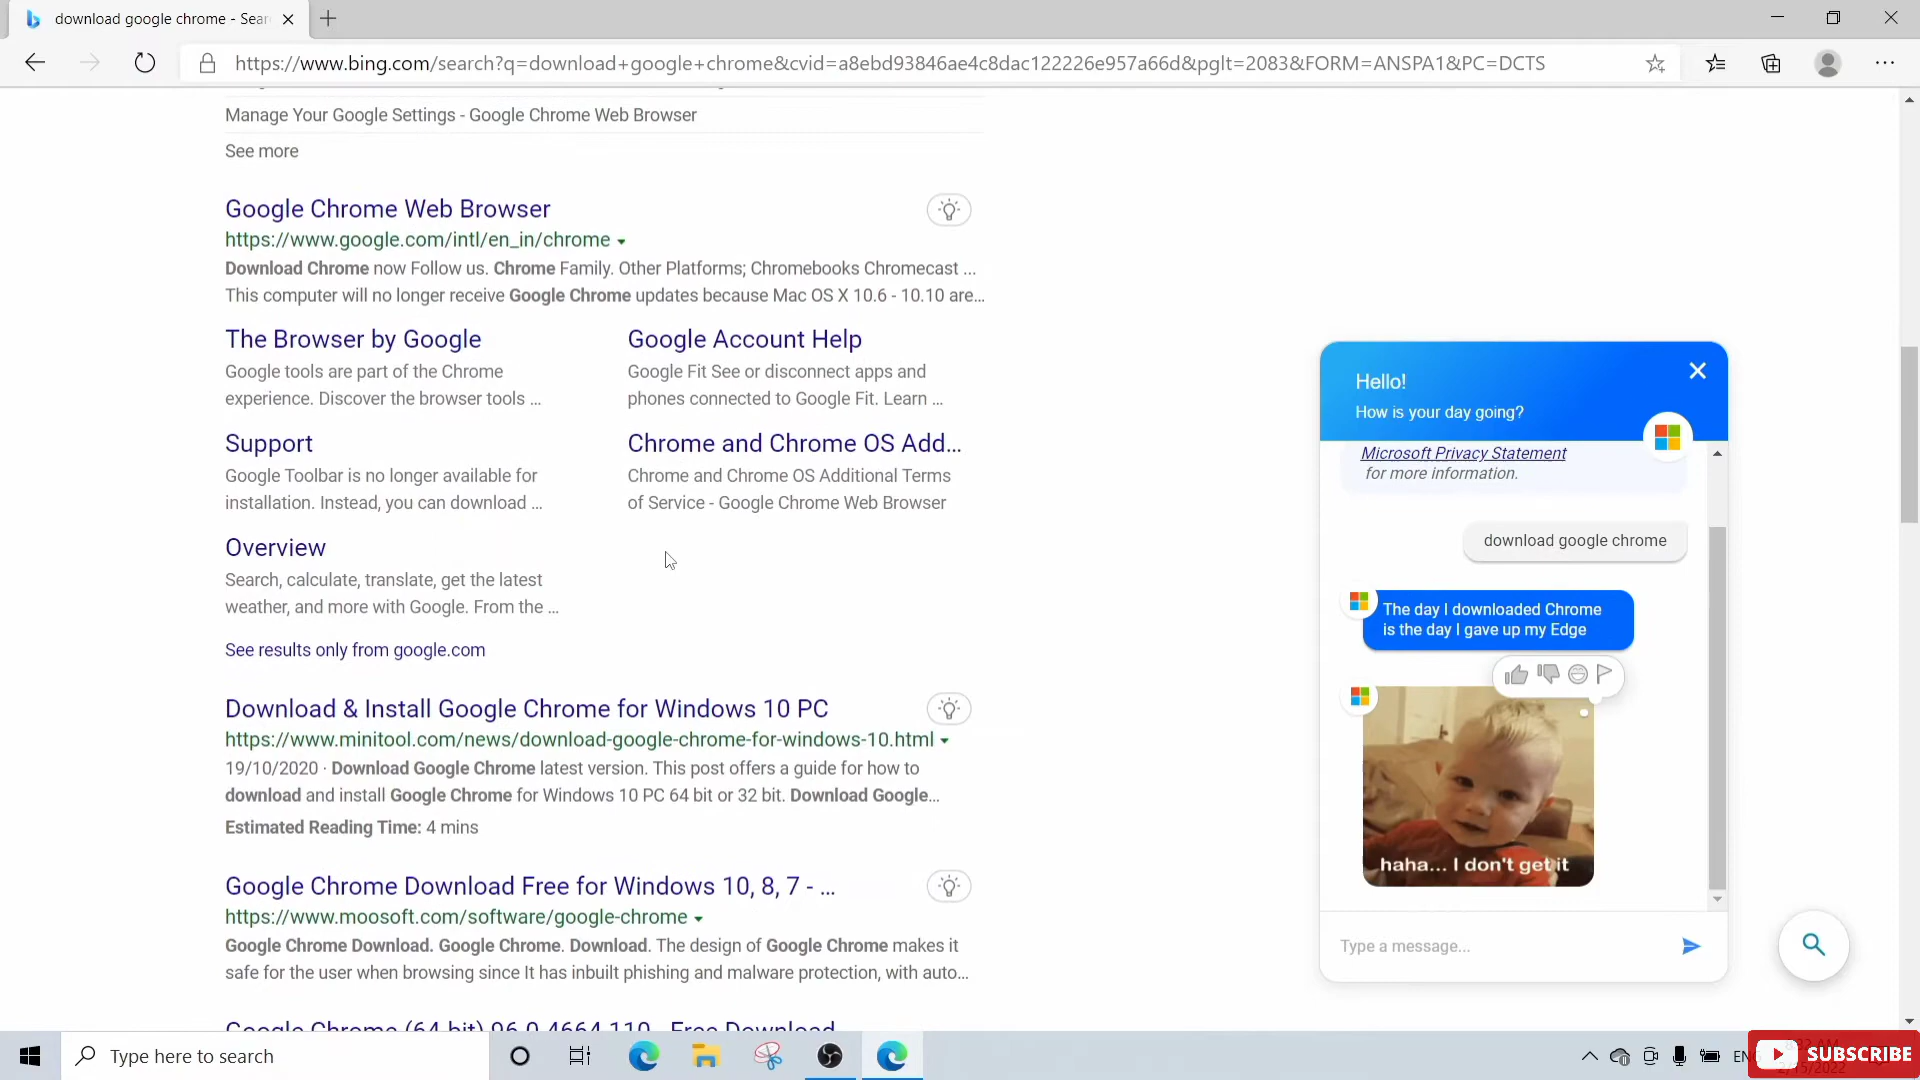 download google chrome - Sear
https://www.bing.com/search?q=download+google+chrome&cvid=a8ebd93846ae4c8dac122226e957a66d&pglt=2083&FORM=ANSPA1&PC=DCTS
Manage Your Google Settings - Google Chrome Web Browser
See more
Google Chrome Web Browser
https://www.google.com/intl/en_in/chrome
Download Chrome now Follow us. Chrome Family. Other Platforms; Chromebooks Chromecast ...
This computer will no longer receive Google Chrome updates because Mac OS X 10.6 - 10.10 are...
The Browser by Google
Google tools are part of the Chrome
experience. Discover the browser tools ...
Google Account Help
Google Fit See or disconnect apps and
phones connected to Google Fit. Learn ...
Support
Google Toolbar is no longer available for
installation. Instead, you can download ...
Chrome and Chrome OS Add...
Chrome and Chrome OS Additional Terms
of Service - Google Chrome Web Browser
Overview
Search, calculate, translate, get the latest
weather, and more with Google. From the ...
See results only from google.com
Download & Install Google Chrome for Windows 10 PC
https://www.minitool.com/news/download-google-chrome-for-windows-10.html
19/10/2020 · Download Google Chrome latest version. This post offers a guide for how to
download and install Google Chrome for Windows 10 PC 64 bit or 32 bit. Download Google...
Estimated Reading Time: 4 mins
Google Chrome Download Free for Windows 10, 8, 7 - ...
https://www.moosoft.com/software/google-chrome
Google Chrome Download. Google Chrome. Download. The design of Google Chrome makes it
safe for the user when browsing since It has inbuilt phishing and malware protection, with auto...
Google Chrome (64 bit) 96.0.4664.110 - Free Download
Hello!
How is your day going?
Microsoft Privacy Statement
for more information.
download google chrome
The day I downloaded Chrome
is the day I gave up my Edge
haha... I don't get it
Type a message...
Type here to search
SUBSCRIBE